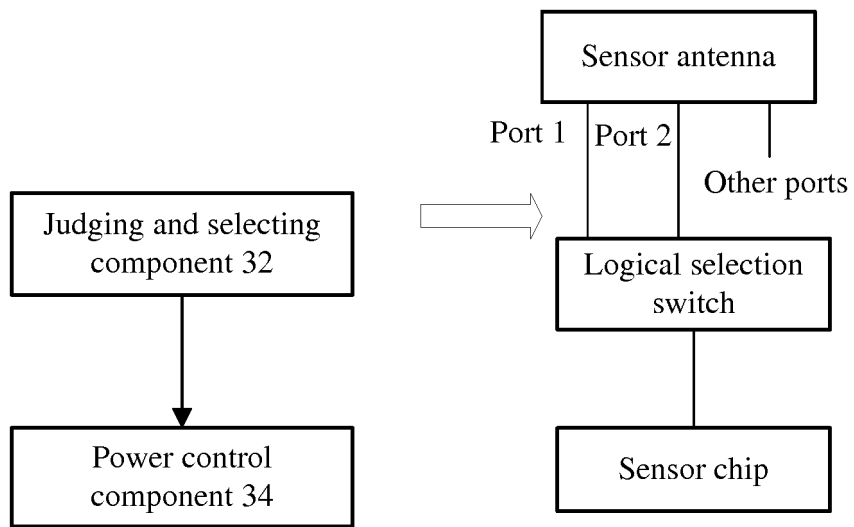 Sensor antenna
Port 1
Port 2
Other ports
Judging and selecting
component 32
Logical selection
switch
Power control
component 34
Sensor chip